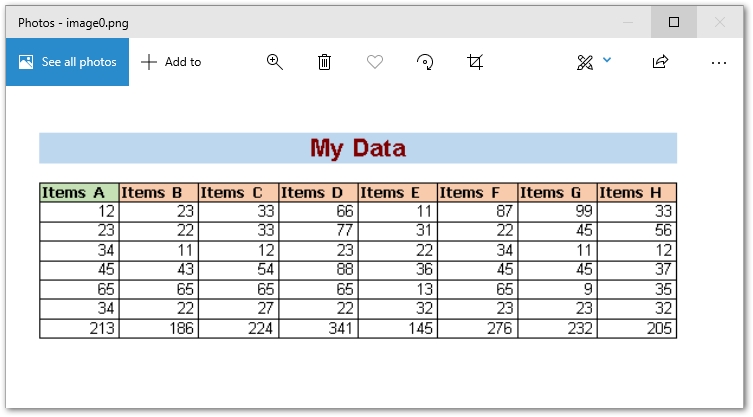 Photos - image0.png
See all photos Add to
My Data
Items A Items B Items C Items D Items E Items F Items G Items H
12 23 33 66 11 87 99 33
23 22 33 77 31 22 45 56
34 11 12 23 22 34 11 12
45 43 54 88 36 45 45 37
65 65 65 65 13 65 9 35
34 22 27 22 32 23 23 32
213 186 224 341 145 276 232 205